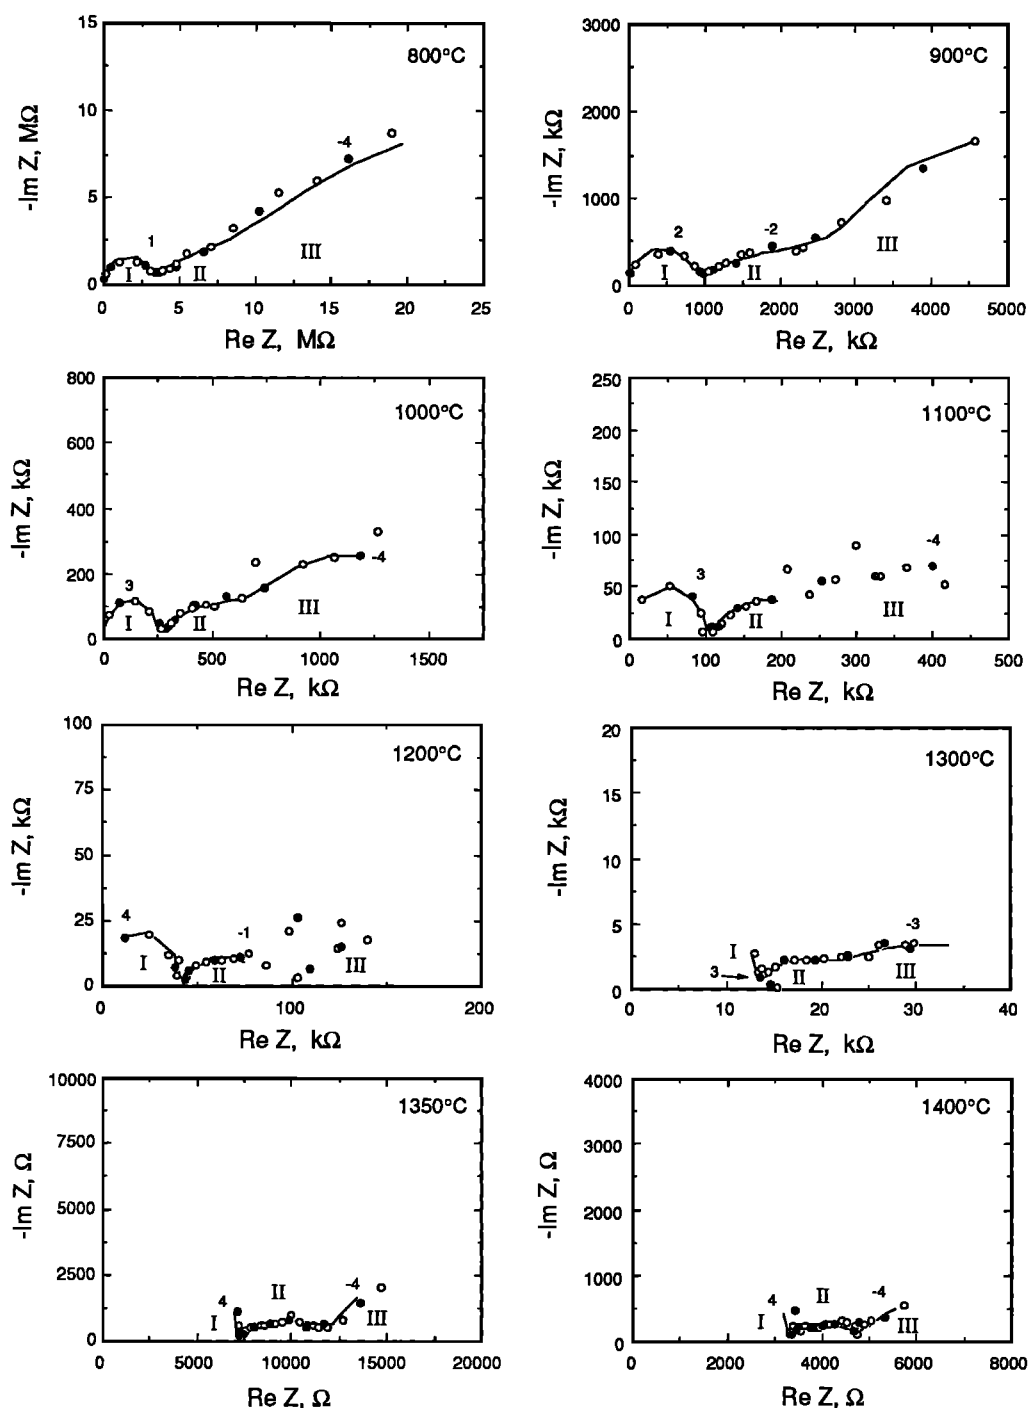 15
800°C
10
-4
5
1
I
II
III
0
0 5 10 15 20 25
-Im Z, MΩ
Re Z, MΩ
3000
900°C
2000
1000
2
-2
I
II
III
0
0 1000 2000 3000 4000 5000
-Im Z, kΩ
Re Z, kΩ
800
1000°C
600
400
200
3
-4
I
II
III
0
0 500 1000 1500
-Im Z, kΩ
Re Z, kΩ
250
1100°C
200
150
100
-4
3
50
I
II
III
0
0 100 200 300 400 500
-Im Z, kΩ
Re Z, kΩ
100
1200°C
75
50
25
4
-1
I
II
III
0
0 100 200
-Im Z, kΩ
Re Z, kΩ
20
1300°C
15
10
5
-3
I
3
II
III
0
0 10 20 30 40
-Im Z, kΩ
Re Z, kΩ
10000
1350°C
7500
5000
2500
4
-4
I
II
III
0
0 5000 10000 15000 20000
-Im Z, Ω
Re Z, Ω
4000
1400°C
3000
2000
1000
4
-4
I
II
III
0
0 2000 4000 6000 8000
-Im Z, Ω
Re Z, Ω